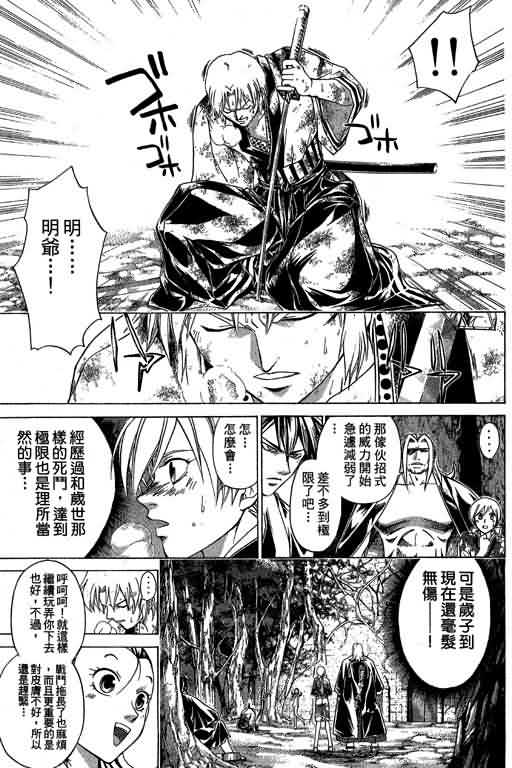 ！！
ゴホ
ゴホ
ゴホ
明……
明爺…！
…
那傢伙招式
的威力開始
急遽減弱了
差不多到極
限了吧…
怎…
怎麼會…
經歷過和歲世那
樣的死鬥，達到
極限也是理所當
然的事…
可是歲子到
現在還毫髮
無傷——！
…
呼呵呵！就這樣
繼續玩弄你下去
也好，不過，
戰鬥拖長了也麻煩
，而且更重要的是
對皮膚不好，所以
還是趕緊…